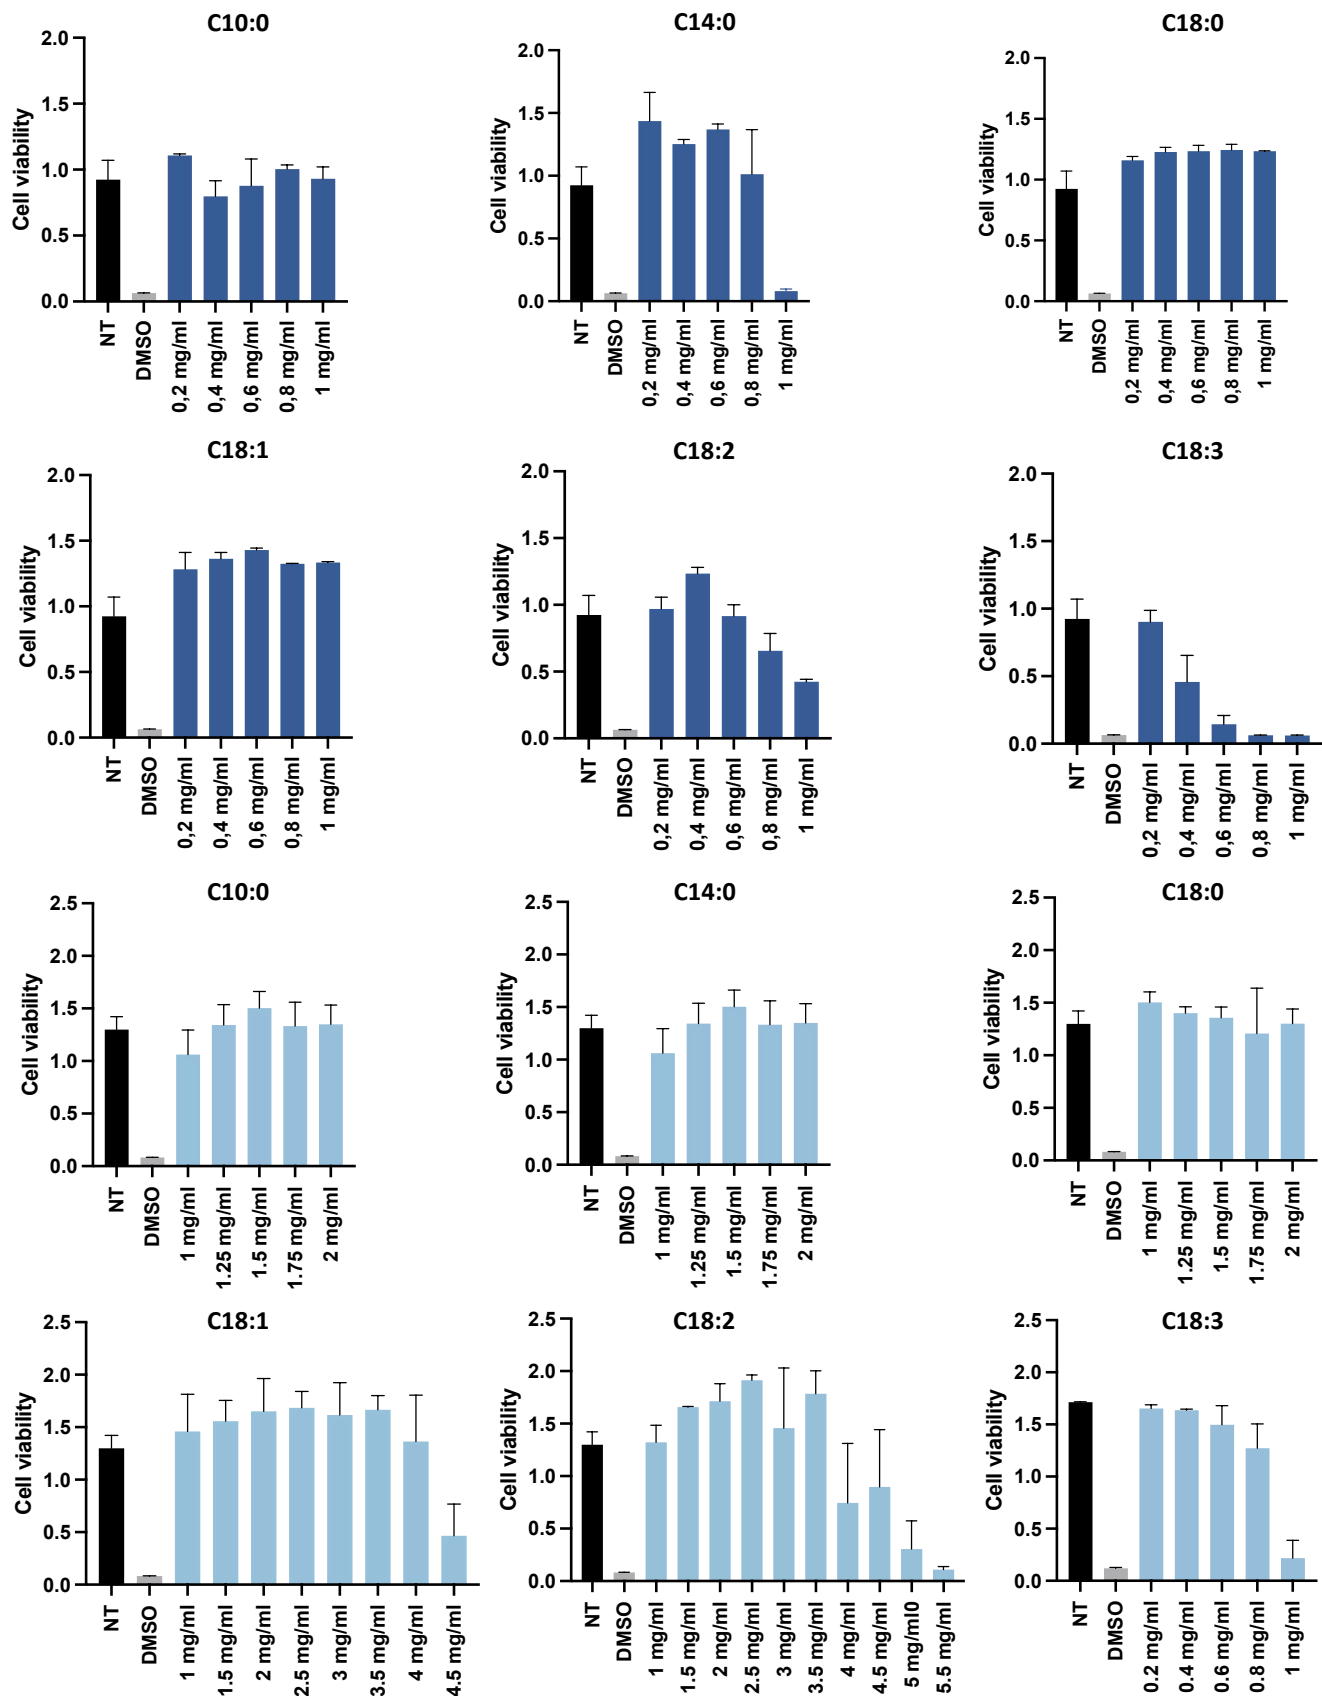 C10:0
Cell viability
2.0
1.5
1.0
0.5
0.0
NT
DMSO
0,2 mg/ml
0,4 mg/ml
0,6 mg/ml
0,8 mg/ml
1 mg/ml
C14:0
Cell viability
2.0
1.5
1.0
0.5
0.0
NT
DMSO
0,2 mg/ml
0,4 mg/ml
0,6 mg/ml
0,8 mg/ml
1 mg/ml
C18:0
Cell viability
2.0
1.5
1.0
0.5
0.0
NT
DMSO
0,2 mg/ml
0,4 mg/ml
0,6 mg/ml
0,8 mg/ml
1 mg/ml
C18:1
Cell viability
2.0
1.5
1.0
0.5
0.0
NT
DMSO
0,2 mg/ml
0,4 mg/ml
0,6 mg/ml
0,8 mg/ml
1 mg/ml
C18:2
Cell viability
2.0
1.5
1.0
0.5
0.0
NT
DMSO
0,2 mg/ml
0,4 mg/ml
0,6 mg/ml
0,8 mg/ml
1 mg/ml
C18:3
Cell viability
2.0
1.5
1.0
0.5
0.0
NT
DMSO
0,2 mg/ml
0,4 mg/ml
0,6 mg/ml
0,8 mg/ml
1 mg/ml
C10:0
Cell viability
2.5
2.0
1.5
1.0
0.5
0.0
NT
DMSO
1 mg/ml
1.25 mg/ml
1.5 mg/ml
1.75 mg/ml
2 mg/ml
C14:0
Cell viability
2.5
2.0
1.5
1.0
0.5
0.0
NT
DMSO
1 mg/ml
1.25 mg/ml
1.5 mg/ml
1.75 mg/ml
2 mg/ml
C18:0
Cell viability
2.5
2.0
1.5
1.0
0.5
0.0
NT
DMSO
1 mg/ml
1.25 mg/ml
1.5 mg/ml
1.75 mg/ml
2 mg/ml
C18:1
Cell viability
2.5
2.0
1.5
1.0
0.5
0.0
NT
DMSO
1 mg/ml
1.5 mg/ml
2 mg/ml
2.5 mg/ml
3 mg/ml
3.5 mg/ml
4 mg/ml
4.5 mg/ml
C18:2
Cell viability
2.5
2.0
1.5
1.0
0.5
0.0
NT
DMSO
1 mg/ml
1.5 mg/ml
2 mg/ml
2.5 mg/ml
3 mg/ml
3.5 mg/ml
4 mg/ml
4.5 mg/ml
5 mg/ml0
5.5 mg/ml
C18:3
Cell viability
2.5
2.0
1.5
1.0
0.5
0.0
NT
DMSO
0.2 mg/ml
0.4 mg/ml
0.6 mg/ml
0.8 mg/ml
1 mg/ml